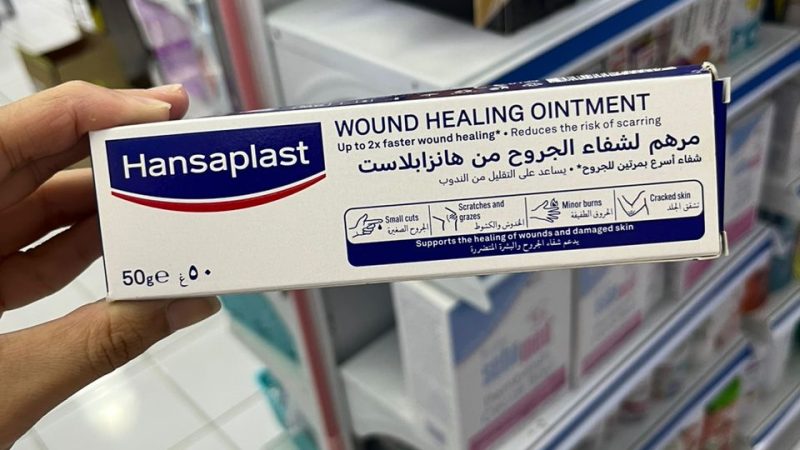 Hansaplast
WOUND HEALING OINTMENT
Up to 2x faster wound healing* • Reduces the risk of scarring
مرهم لشفاء الجروح من هانزابلاست
شفاء أسرع بمرتين للجروح* • يساعد على التقليل من الندوب
Small cuts
الجروح الصغيرة
Scratches and
grazes
الخدوش والكشوط
Minor burns
الحروق الطفيفة
Cracked skin
تشقق الجلد
Supports the healing of wounds and damaged skin
يدعم شفاء الجروح والبشرة المتضررة
50g℮ ٥٠غ